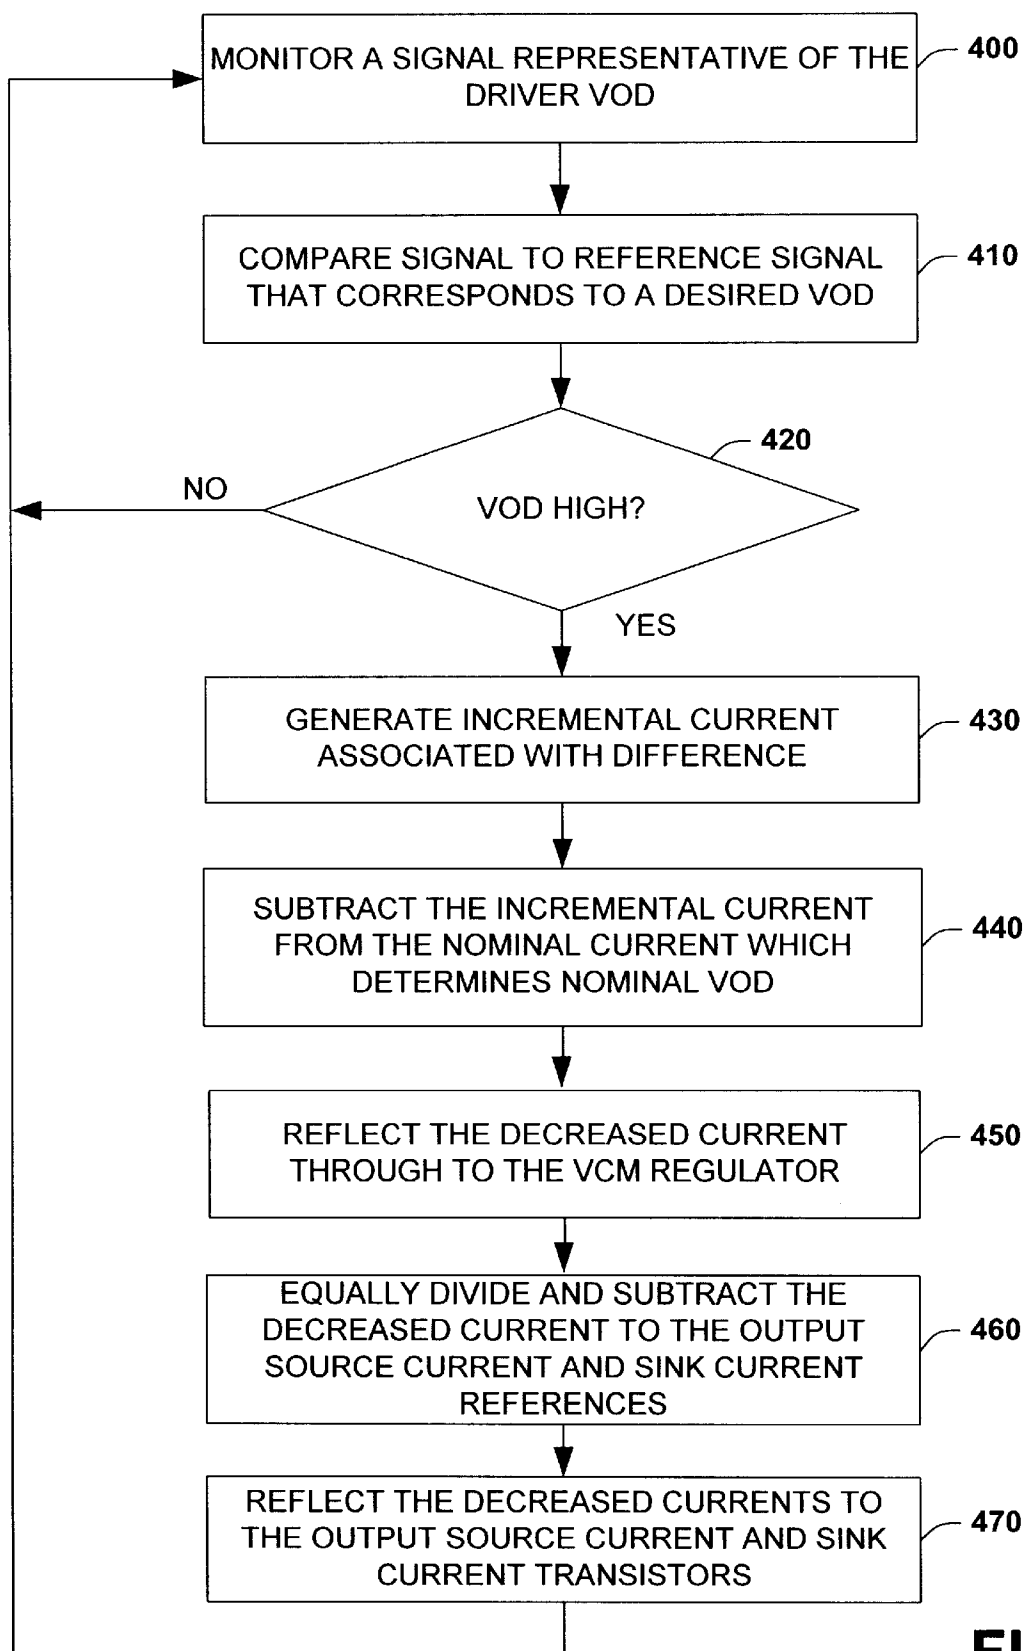 MONITOR A SIGNAL REPRESENTATIVE OF THE
DRIVER VOD
400
COMPARE SIGNAL TO REFERENCE SIGNAL
THAT CORRESPONDS TO A DESIRED VOD
410
420
NO
VOD HIGH?
YES
GENERATE INCREMENTAL CURRENT
ASSOCIATED WITH DIFFERENCE
430
SUBTRACT THE INCREMENTAL CURRENT
FROM THE NOMINAL CURRENT WHICH
DETERMINES NOMINAL VOD
440
REFLECT THE DECREASED CURRENT
THROUGH TO THE VCM REGULATOR
450
EQUALLY DIVIDE AND SUBTRACT THE
DECREASED CURRENT TO THE OUTPUT
SOURCE CURRENT AND SINK CURRENT
REFERENCES
460
REFLECT THE DECREASED CURRENTS TO
THE OUTPUT SOURCE CURRENT AND SINK
CURRENT TRANSISTORS
470